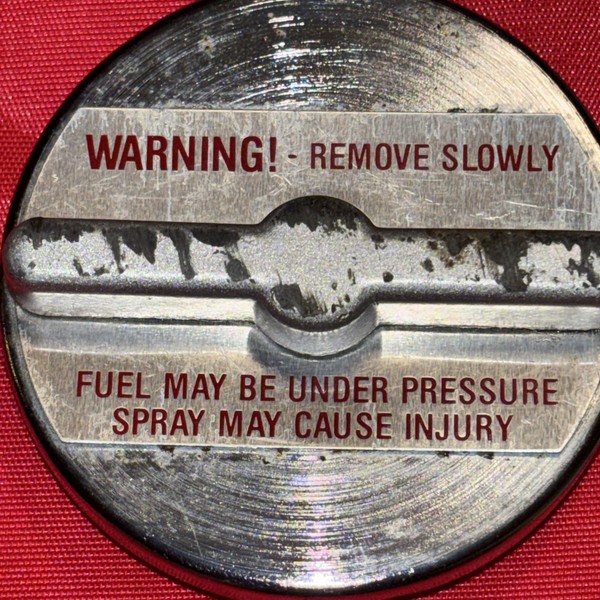 WARNING! - REMOVE SLOWLY
FUEL MAY BE UNDER PRESSURE
SPRAY MAY CAUSE INJURY